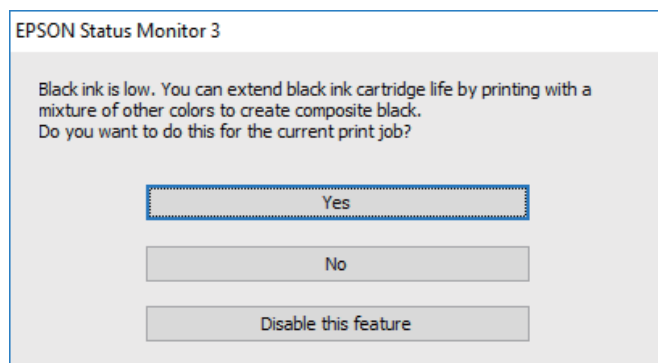 EPSON Status Monitor 3
Black ink is low. You can extend black ink cartridge life by printing with a
mixture of other colors to create composite black.
Do you want to do this for the current print job?
Yes
No
Disable this feature